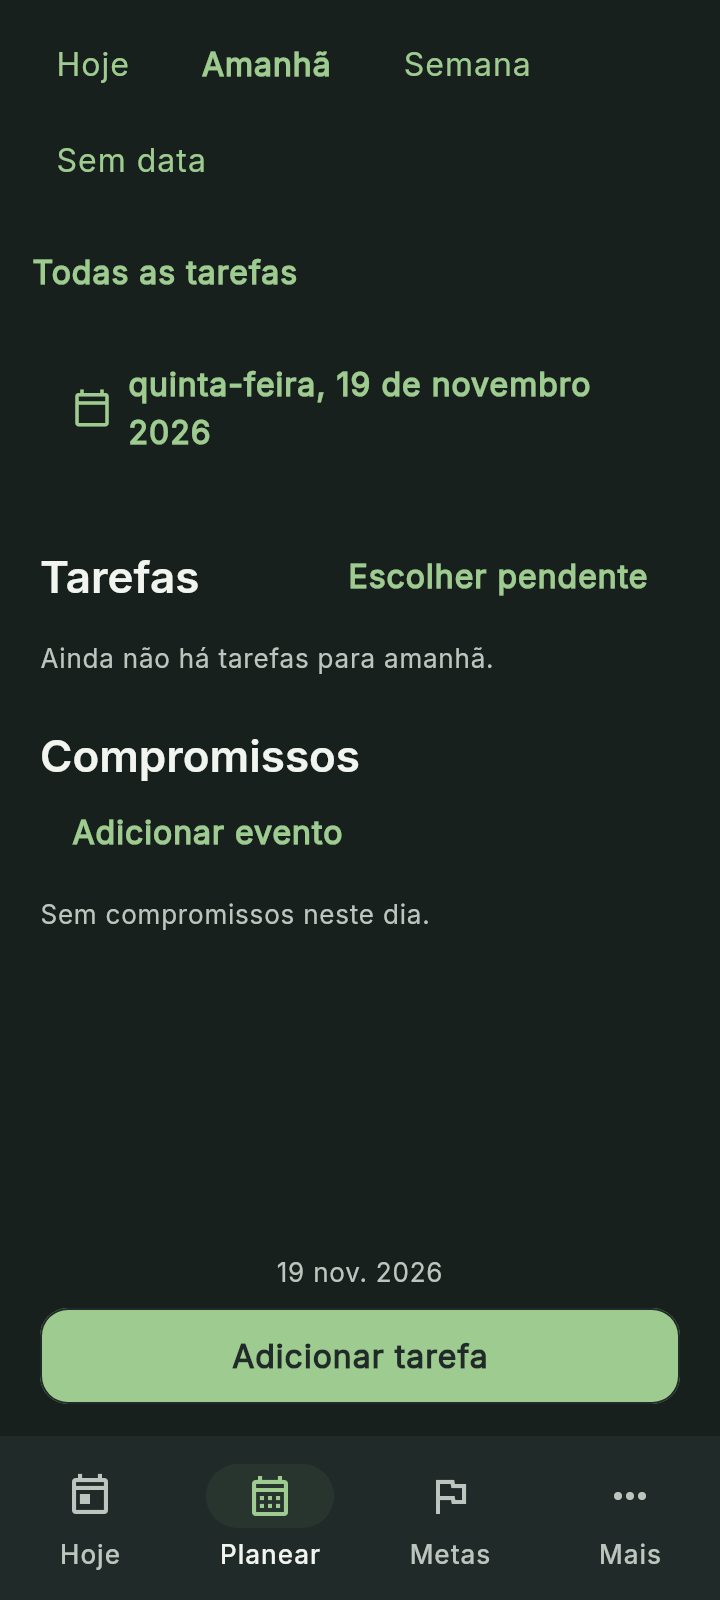 Hoje Amanhã Semana
Sem data
Todas as tarefas
quinta-feira, 19 de novembro
2026
Tarefas Escolher pendente
Ainda não há tarefas para amanhã.
Compromissos
Adicionar evento
Sem compromissos neste dia.
19 nov. 2026
Adicionar tarefa
Hoje Planear Metas Mais